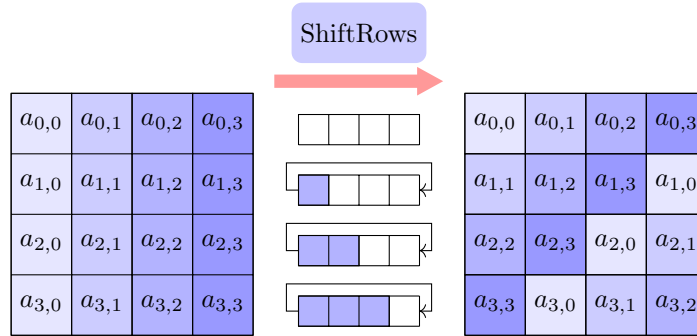 ShiftRows
a0,0 a0,1 a0,2 a0,3 a0,0 a0,1 a0,2 a0,3
a1,0 a1,1 a1,2 a1,3 a1,1 a1,2 a1,3 a1,0
a2,0 a2,1 a2,2 a2,3 a2,2 a2,3 a2,0 a2,1
a3,0 a3,1 a3,2 a3,3 a3,3 a3,0 a3,1 a3,2